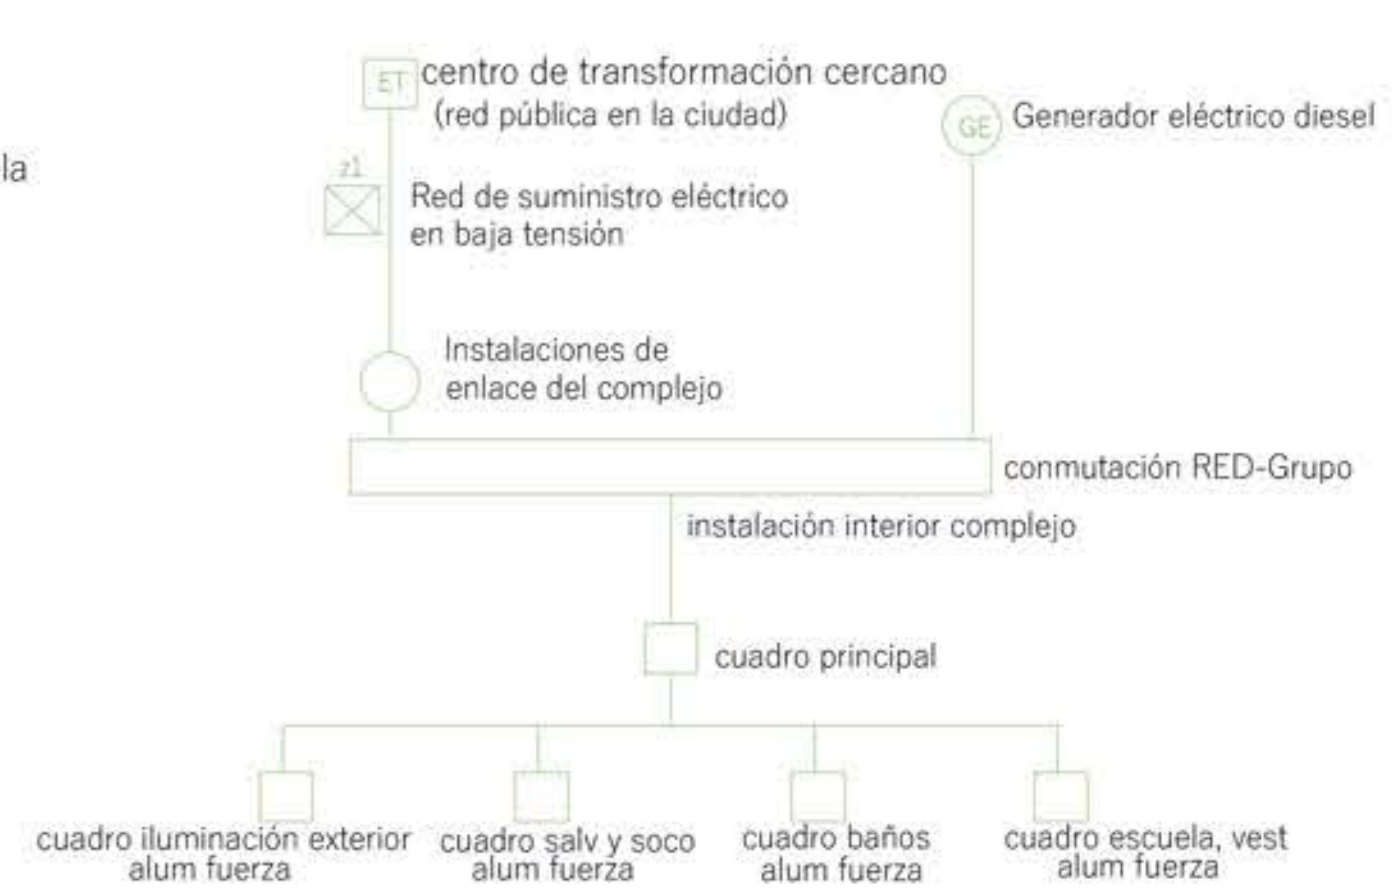 ET centro de transformación cercano
(red pública en la ciudad)
GE Generador eléctrico diesel
la
z1
Red de suministro eléctrico
en baja tensión
Instalaciones de
enlace del complejo
conmutación RED-Grupo
instalación interior complejo
cuadro principal
cuadro iluminación exterior
alum fuerza
cuadro salv y soco
alum fuerza
cuadro baños
alum fuerza
cuadro escuela, vest
alum fuerza